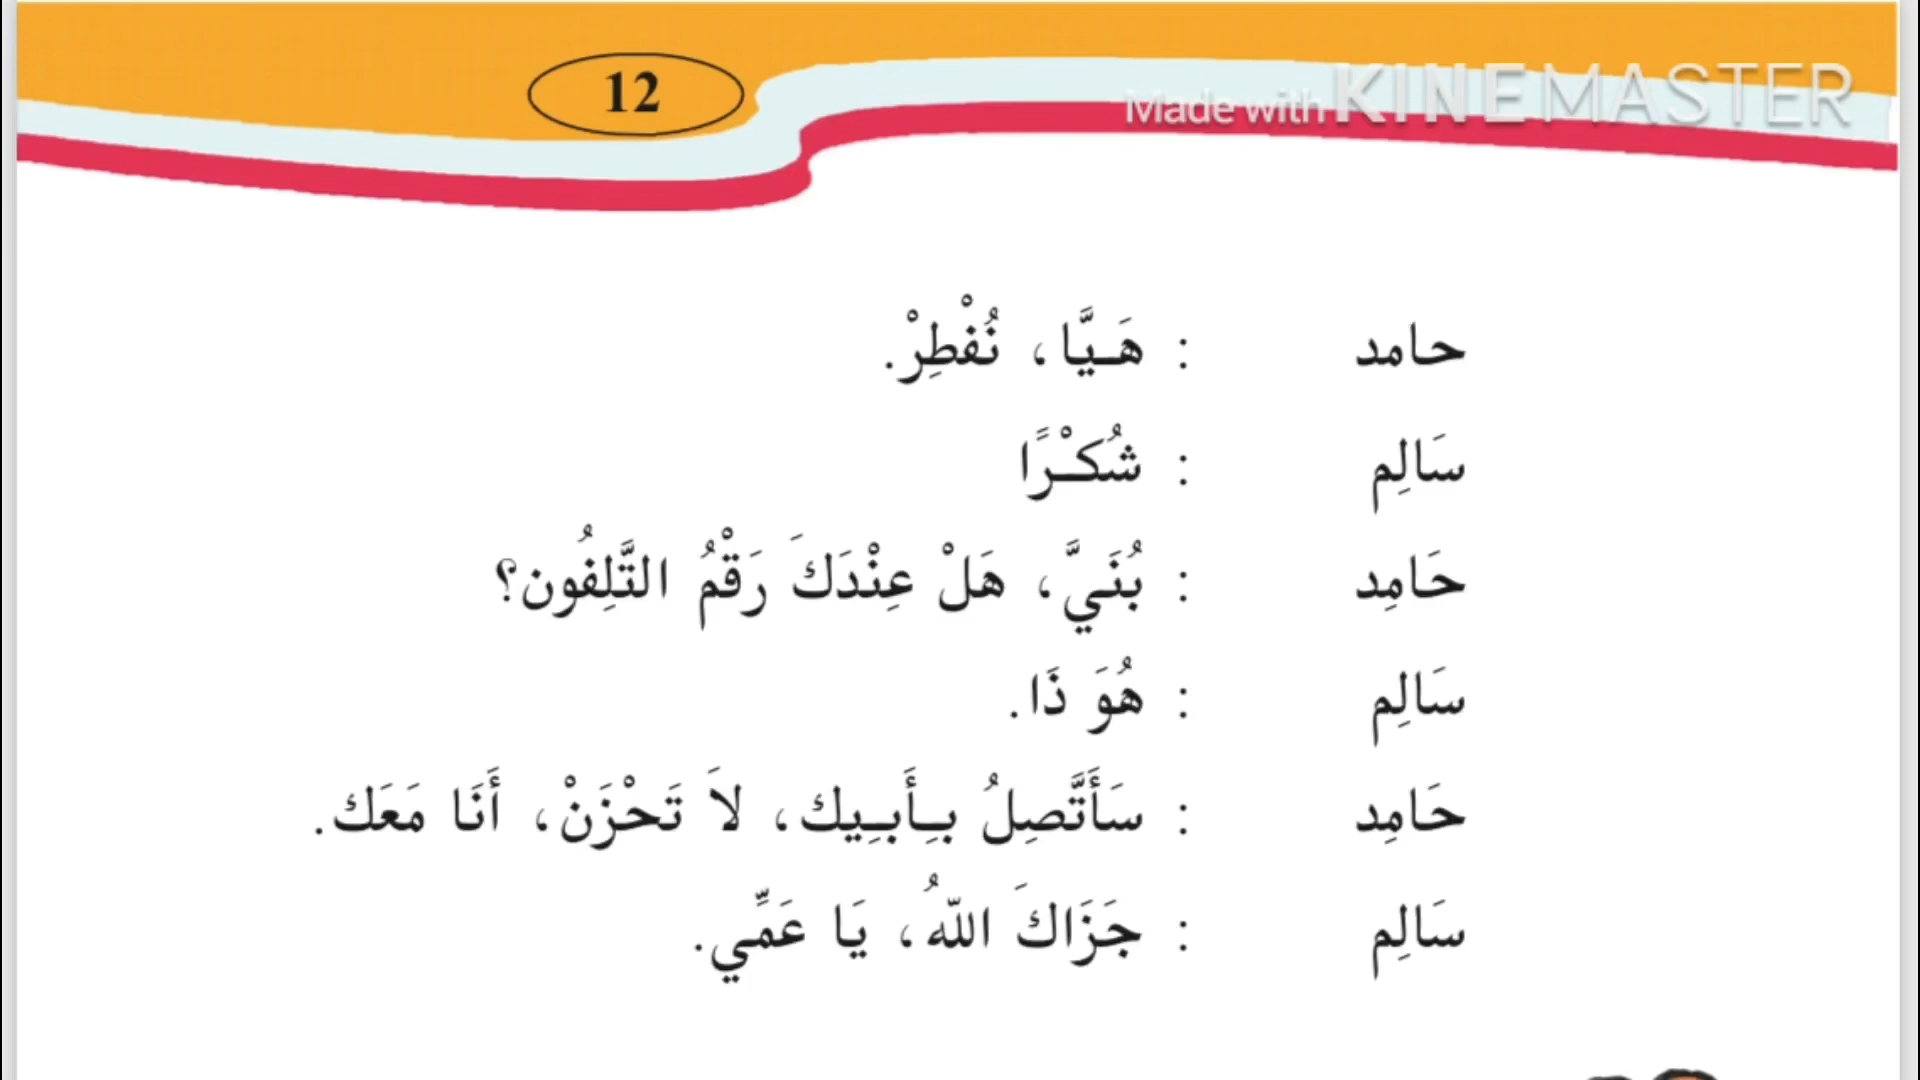 12
Made with KINEMASTER
حامد : هَـيَّا، نُفْطِرْ.
سَالِم : شُكْـرًا
حَامِد : بُنَـيَّ، هَلْ عِنْدَكَ رَقْمُ التَّلِفُون؟
سَالِم : هُوَ ذَا.
حَامِد : سَأَتَّصِلُ بِـأَبِـيك، لاَ تَحْزَنْ، أَنَا مَعَك.
سَالِم : جَزَاكَ اللّهُ، يَا عَمِّي.